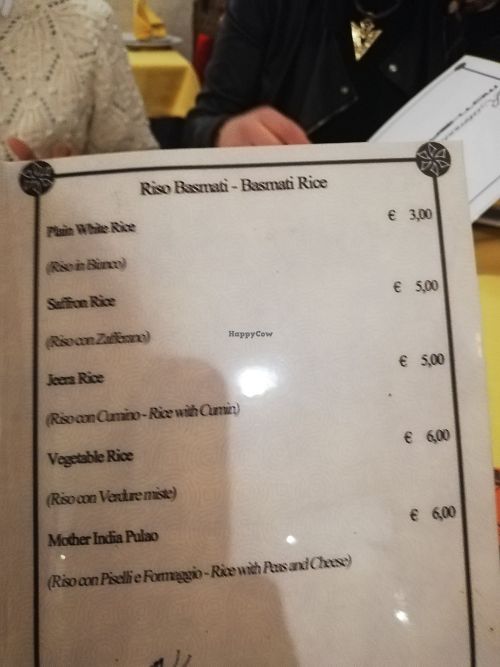 Riso Basmati - Basmati Rice
Plain White Rice € 3,00
(Riso in Bianco)
Saffron Rice € 5,00
(Riso con Zafferano)
HappyCow
Jeera Rice € 5,00
(Riso con Cumino - Rice with Cumin)
Vegetable Rice € 6,00
(Riso con Verdure miste)
Mother India Pulao € 6,00
(Riso con Piselli e Formaggio - Rice with Peas and Cheese)